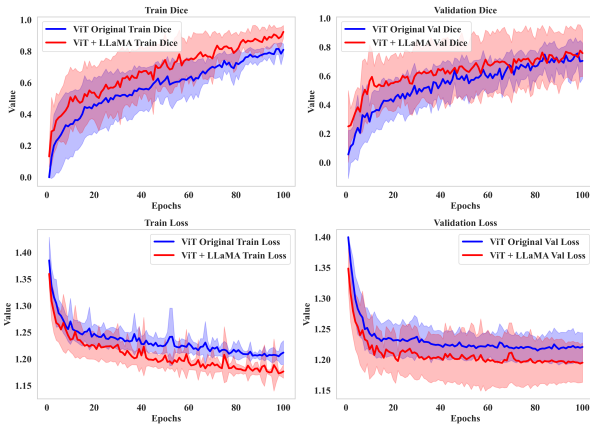 Train Dice
Value
1.0
0.8
0.6
0.4
0.2
0.0
ViT Original Train Dice
ViT + LLaMA Train Dice
0
20
40
60
80
100
Epochs
Validation Dice
Value
1.0
0.8
0.6
0.4
0.2
0.0
ViT Original Val Dice
ViT + LLaMA Val Dice
0
20
40
60
80
100
Epochs
Train Loss
Value
1.40
1.35
1.30
1.25
1.20
1.15
ViT Original Train Loss
ViT + LLaMA Train Loss
0
20
40
60
80
100
Epochs
Validation Loss
Value
1.40
1.35
1.30
1.25
1.20
1.15
ViT Original Val Loss
ViT + LLaMA Val Loss
0
20
40
60
80
100
Epochs